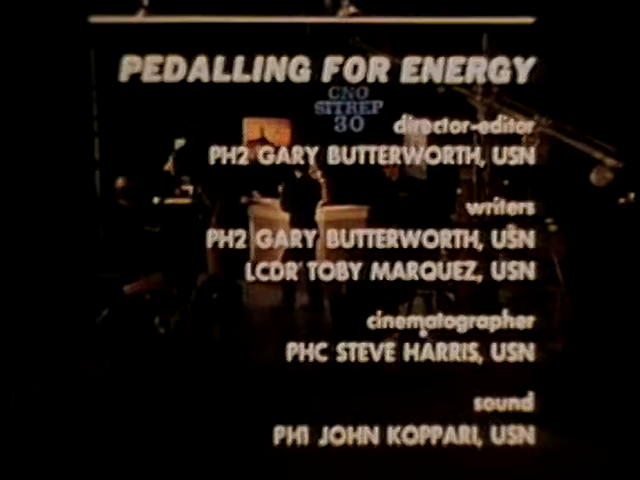 PEDALLING FOR ENERGY
CNO
SITREP
30
director-editor
PH2 GARY BUTTERWORTH, USN
writers
PH2 GARY BUTTERWORTH, USN
LCDR TOBY MARQUEZ, USN
cinematographer
PHC STEVE HARRIS, USN
sound
PH1 JOHN KOPPARI, USN